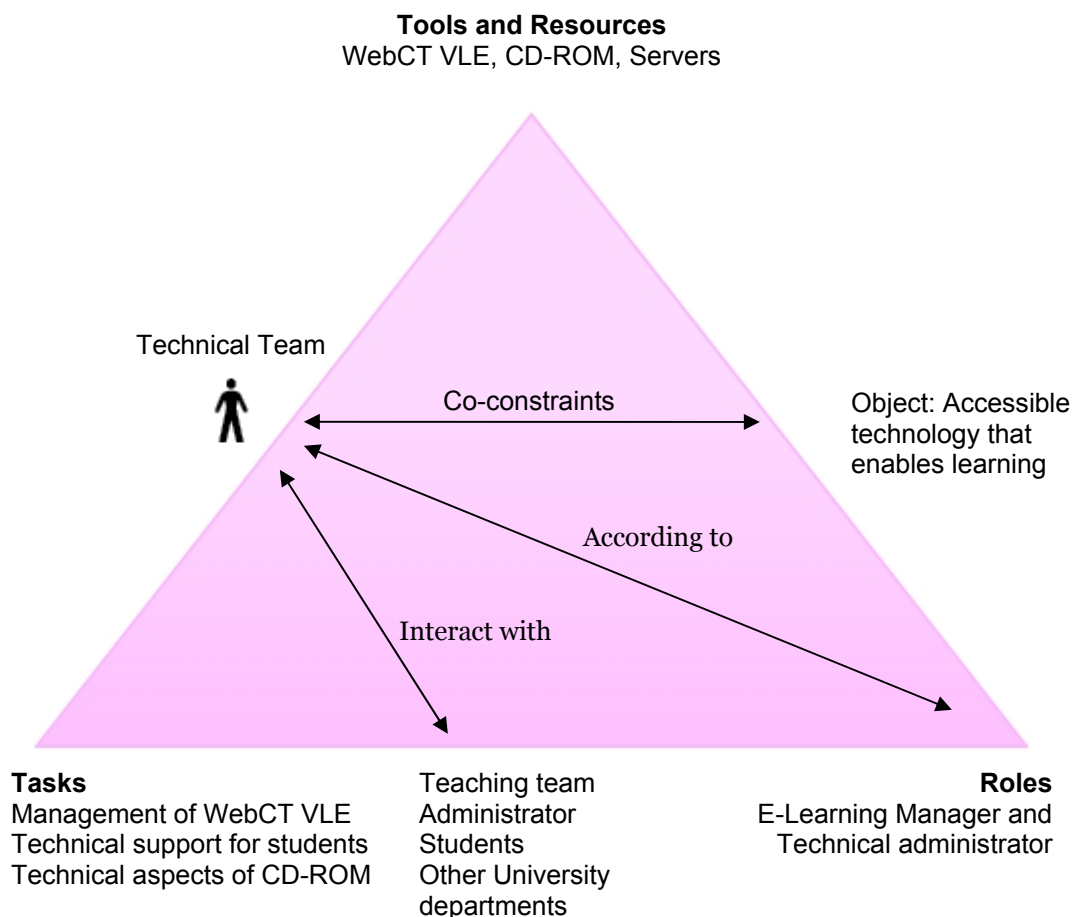 Tools and Resources
WebCT VLE, CD-ROM, Servers
Technical Team
Co-constraints
Object: Accessible
technology that
enables learning
According to
Interact with
Tasks
Management of WebCT VLE
Technical support for students
Technical aspects of CD-ROM
Teaching team
Administrator
Students
Other University
departments
Roles
E-Learning Manager and
Technical administrator